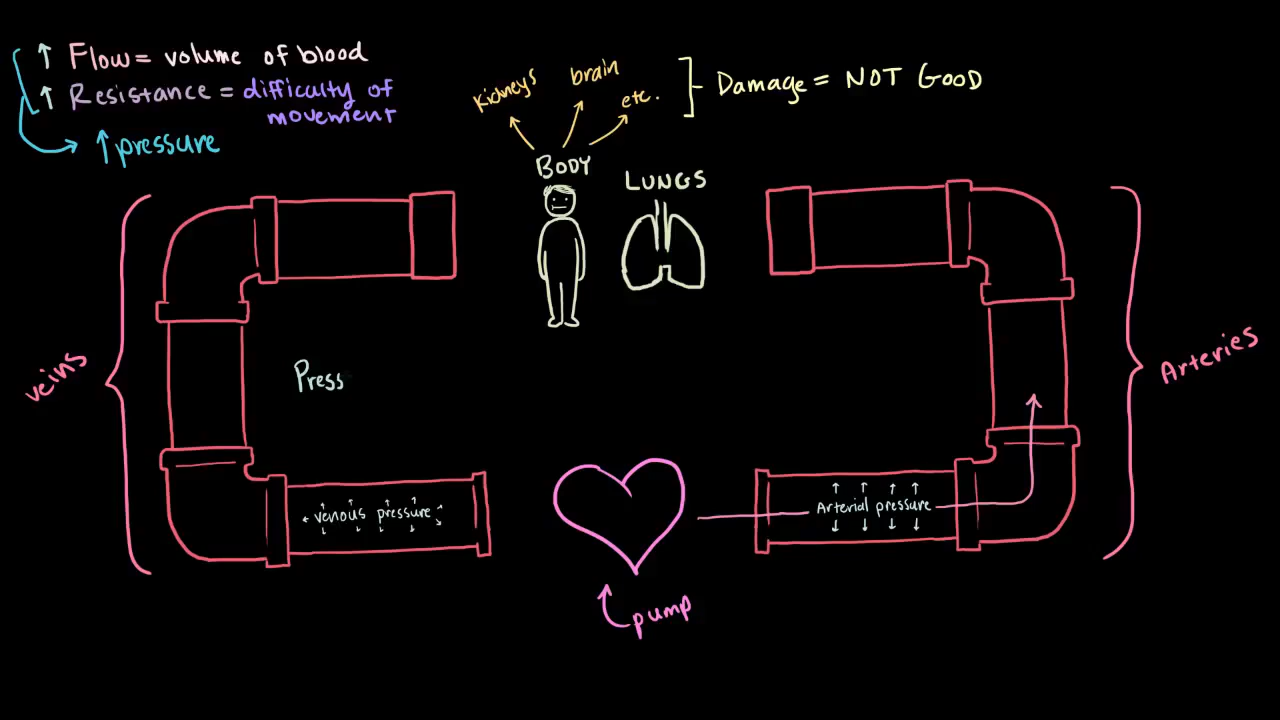 ↑ Flow = volume of blood
↑ Resistance = difficulty of
movement
↑ pressure
Kidneys
brain
etc.
Damage = NOT GOOD
BODY
LUNGS
veins
Arteries
Press
venous pressure
Arterial pressure
pump